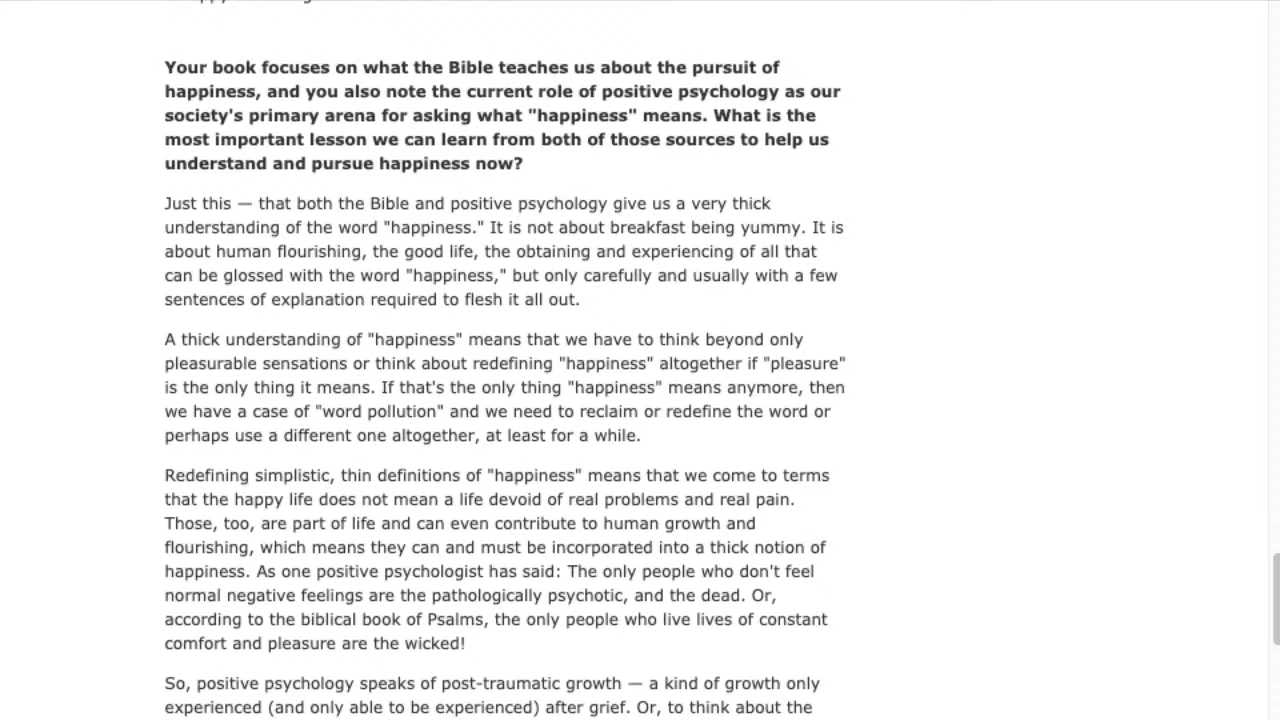 Your book focuses on what the Bible teaches us about the pursuit of
happiness, and you also note the current role of positive psychology as our
society's primary arena for asking what "happiness" means. What is the
most important lesson we can learn from both of those sources to help us
understand and pursue happiness now?
Just this — that both the Bible and positive psychology give us a very thick
understanding of the word "happiness." It is not about breakfast being yummy. It is
about human flourishing, the good life, the obtaining and experiencing of all that
can be glossed with the word "happiness," but only carefully and usually with a few
sentences of explanation required to flesh it all out.
A thick understanding of "happiness" means that we have to think beyond only
pleasurable sensations or think about redefining "happiness" altogether if "pleasure"
is the only thing it means. If that's the only thing "happiness" means anymore, then
we have a case of "word pollution" and we need to reclaim or redefine the word or
perhaps use a different one altogether, at least for a while.
Redefining simplistic, thin definitions of "happiness" means that we come to terms
that the happy life does not mean a life devoid of real problems and real pain.
Those, too, are part of life and can even contribute to human growth and
flourishing, which means they can and must be incorporated into a thick notion of
happiness. As one positive psychologist has said: The only people who don't feel
normal negative feelings are the pathologically psychotic, and the dead. Or,
according to the biblical book of Psalms, the only people who live lives of constant
comfort and pleasure are the wicked!
So, positive psychology speaks of post-traumatic growth — a kind of growth only
experienced (and only able to be experienced) after grief. Or, to think about the